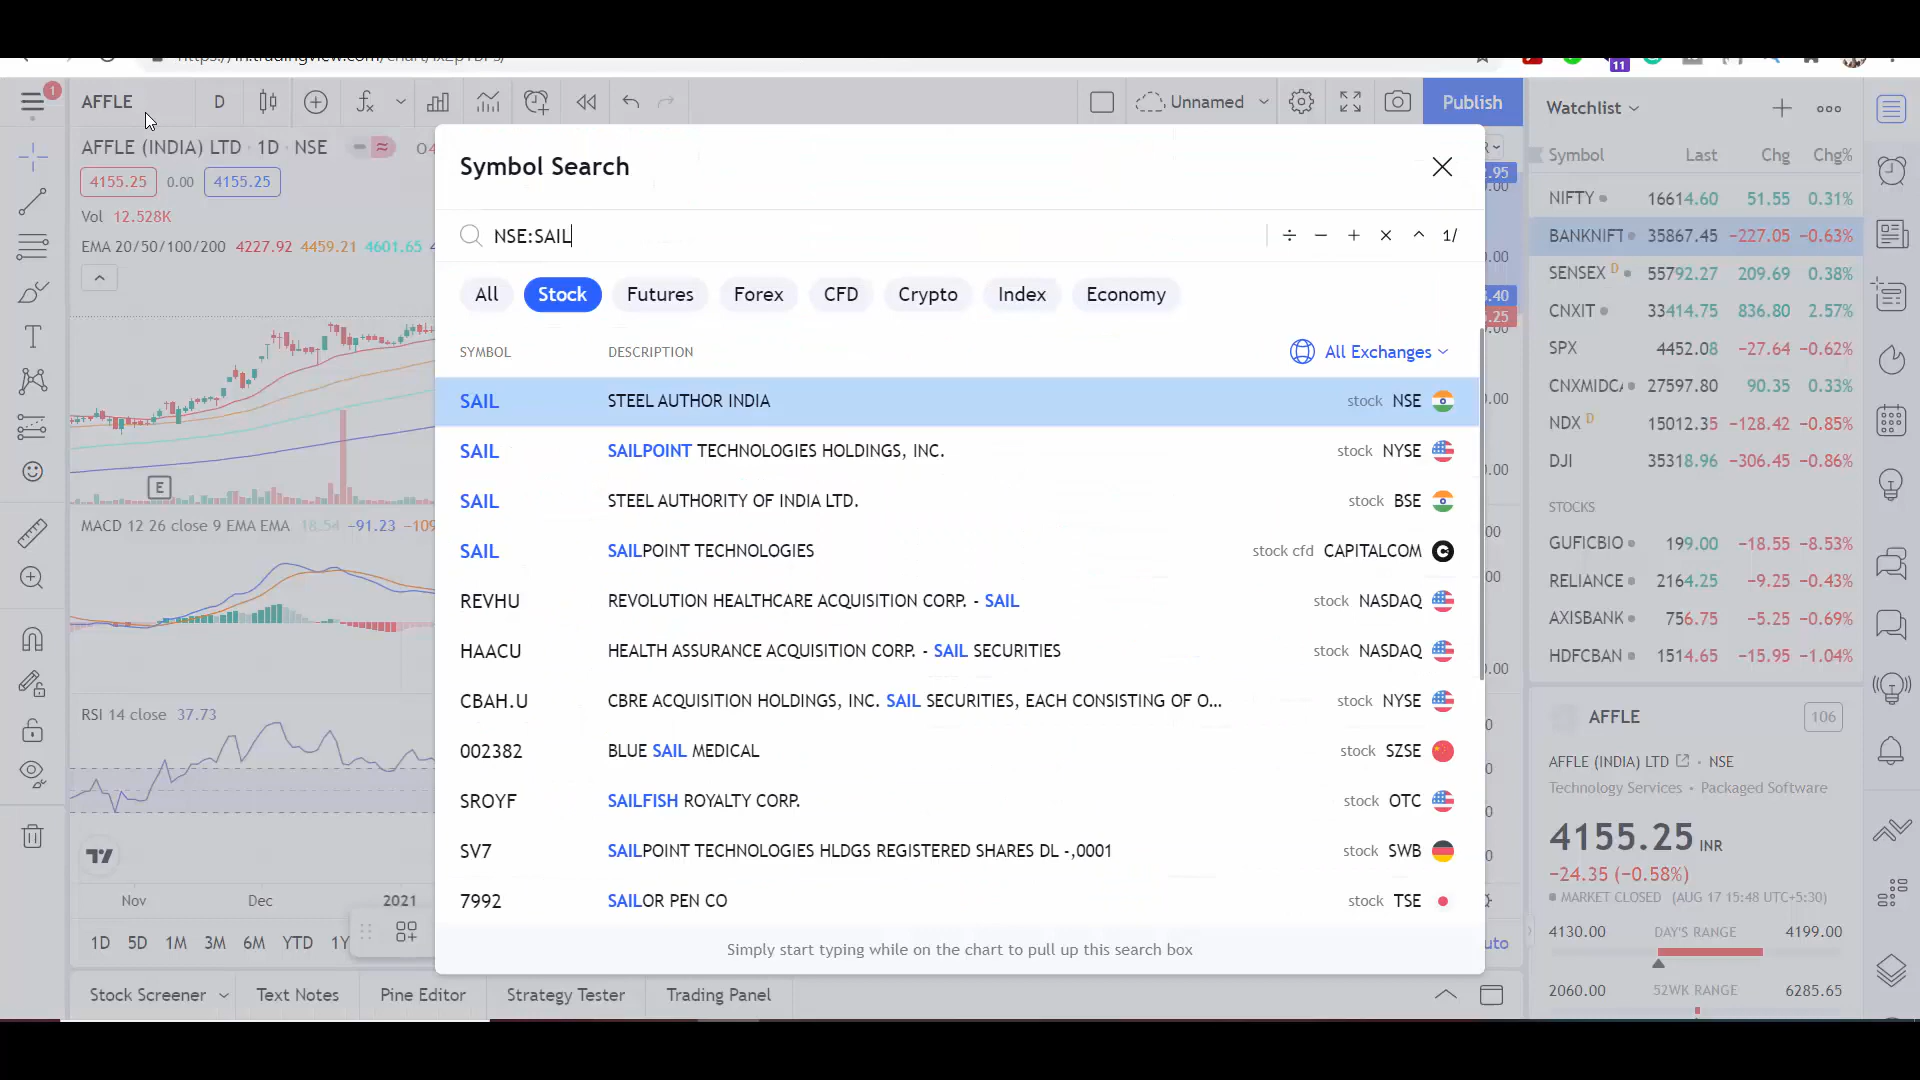 11
1
AFFLE
D
Unnamed
Publish
Watchlist
AFFLE (INDIA) LTD · 1D · NSE
4155.25 0.00 4155.25
Vol 12.528K
EMA 20/50/100/200 4227.92 4459.21 4601.65
E
MACD 12 26 close 9 EMA EMA 18.54 −91.23
RSI 14 close 37.73
Nov Dec 2021
1D 5D 1M 3M 6M YTD 1Y
Symbol Search
NSE:SAIL
÷ − + × ^ 1/
All Stock Futures Forex CFD Crypto Index Economy
SYMBOL DESCRIPTION All Exchanges
SAIL STEEL AUTHOR INDIA stock NSE
SAIL SAILPOINT TECHNOLOGIES HOLDINGS, INC. stock NYSE
SAIL STEEL AUTHORITY OF INDIA LTD. stock BSE
SAIL SAILPOINT TECHNOLOGIES stock cfd CAPITALCOM
REVHU REVOLUTION HEALTHCARE ACQUISITION CORP. - SAIL stock NASDAQ
HAACU HEALTH ASSURANCE ACQUISITION CORP. - SAIL SECURITIES stock NASDAQ
CBAH.U CBRE ACQUISITION HOLDINGS, INC. SAIL SECURITIES, EACH CONSISTING OF O... stock NYSE
002382 BLUE SAIL MEDICAL stock SZSE
SROYF SAILFISH ROYALTY CORP. stock OTC
SV7 SAILPOINT TECHNOLOGIES HLDGS REGISTERED SHARES DL -,0001 stock SWB
7992 SAILOR PEN CO stock TSE
Simply start typing while on the chart to pull up this search box
Symbol Last Chg Chg%
NIFTY 16614.60 51.55 0.31%
BANKNIFT 35867.45 −227.05 −0.63%
SENSEX D 55792.27 209.69 0.38%
CNXIT 33414.75 836.80 2.57%
SPX 4452.08 −27.64 −0.62%
CNXMIDC 27597.80 90.35 0.33%
NDX D 15012.35 −128.42 −0.85%
DJI 35318.96 −306.45 −0.86%
STOCKS
GUFICBIO 199.00 −18.55 −8.53%
RELIANCE 2164.25 −9.25 −0.43%
AXISBANK 756.75 −5.25 −0.69%
HDFCBAN 1514.65 −15.95 −1.04%
AFFLE 106
AFFLE (INDIA) LTD • NSE
Technology Services • Packaged Software
4155.25 INR
−24.35 (−0.58%)
MARKET CLOSED (AUG 17 15:48 UTC+5:30)
4130.00 DAY'S RANGE 4199.00
2060.00 52WK RANGE 6285.65
Stock Screener Text Notes Pine Editor Strategy Tester Trading Panel